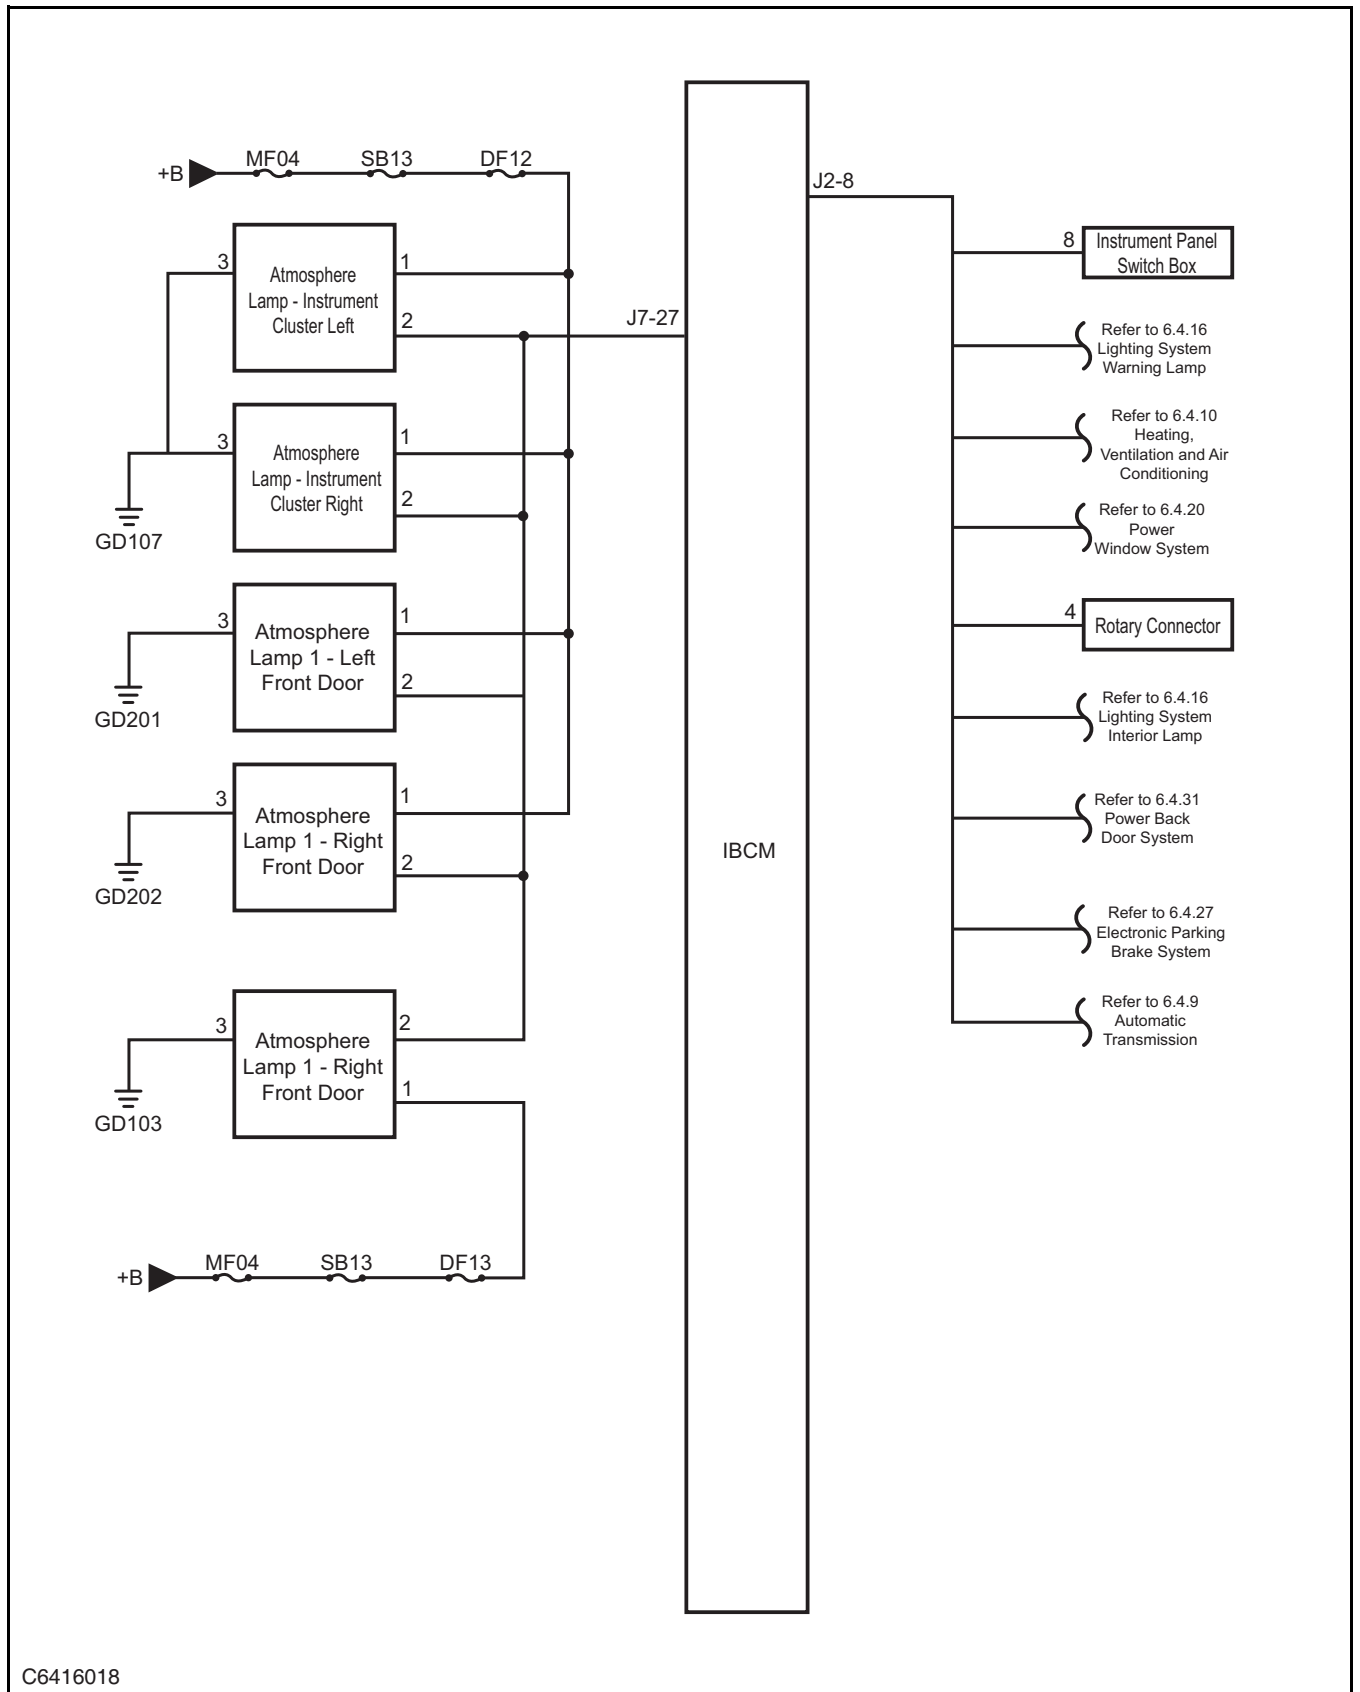 +B
MF04
SB13
DF12
3
Atmosphere
Lamp - Instrument
Cluster Left
1
2
J7-27
3
Atmosphere
Lamp - Instrument
Cluster Right
1
2
GD107
3
Atmosphere
Lamp 1 - Left
Front Door
1
2
GD201
3
Atmosphere
Lamp 1 - Right
Front Door
1
2
GD202
3
Atmosphere
Lamp 1 - Right
Front Door
2
1
GD103
+B
MF04
SB13
DF13
IBCM
J2-8
8
Instrument Panel
Switch Box
Refer to 6.4.16
Lighting System
Warning Lamp
Refer to 6.4.10
Heating,
Ventilation and Air
Conditioning
Refer to 6.4.20
Power
Window System
4
Rotary Connector
Refer to 6.4.16
Lighting System
Interior Lamp
Refer to 6.4.31
Power Back
Door System
Refer to 6.4.27
Electronic Parking
Brake System
Refer to 6.4.9
Automatic
Transmission
C6416018